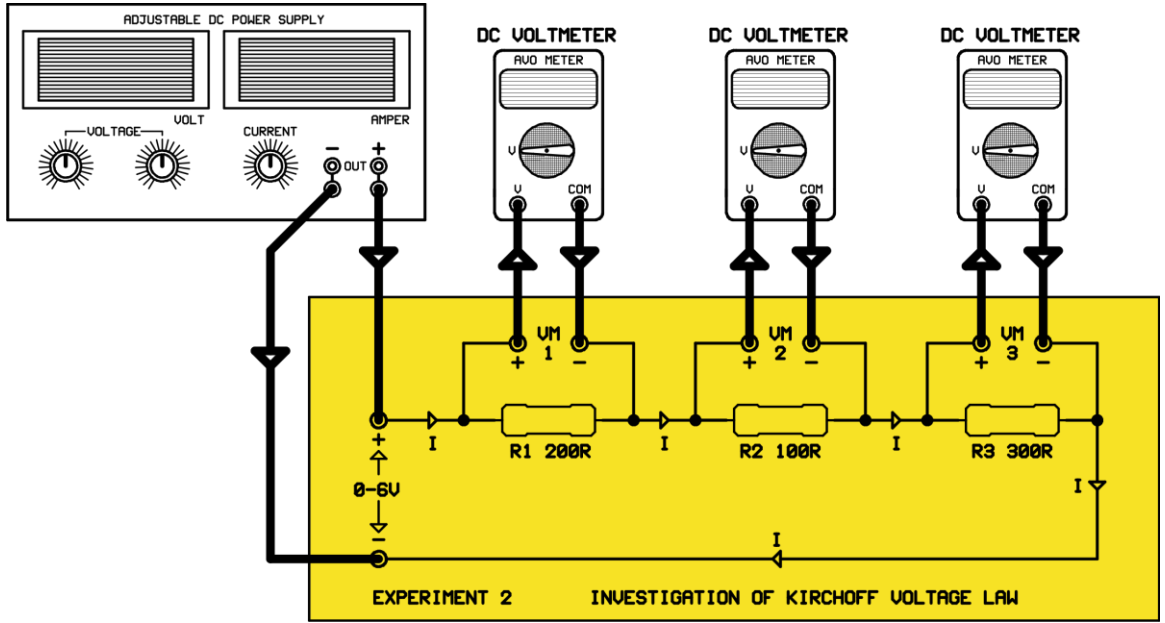 ADJUSTABLE DC POWER SUPPLY
VOLT
AMPER
VOLTAGE
CURRENT
- +
OUT
DC VOLTMETER
AVO METER
V
V COM
DC VOLTMETER
AVO METER
V
V COM
DC VOLTMETER
AVO METER
V
V COM
VM
1
+ -
VM
2
+ -
VM
3
+ -
I
I
I
R1 200R
R2 100R
R3 300R
+
0-6V
-
I
I
EXPERIMENT 2
INVESTIGATION OF KIRCHOFF VOLTAGE LAW